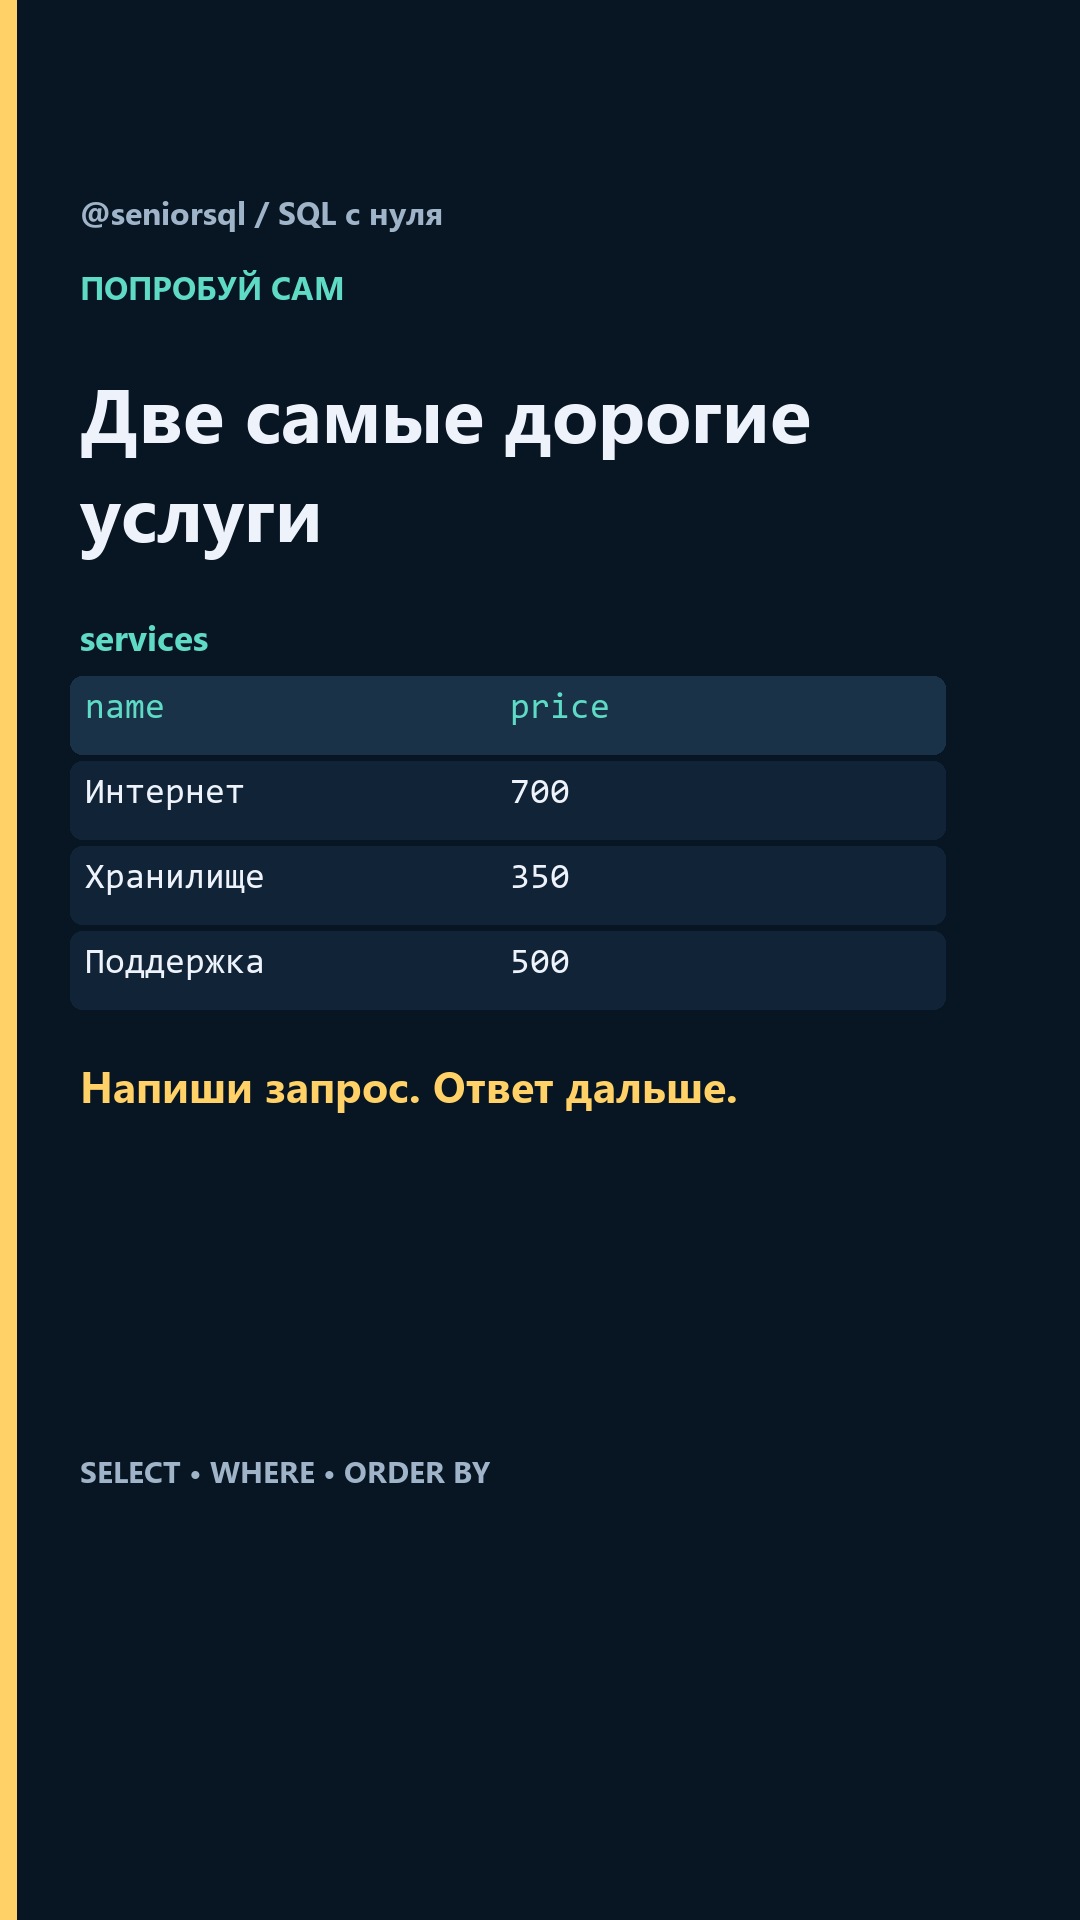 @seniorsql / SQL с нуля
ПОПРОБУЙ САМ
Две самые дорогие
услуги
services
name price
Интернет 700
Хранилище 350
Поддержка 500
Напиши запрос. Ответ дальше.
SELECT • WHERE • ORDER BY